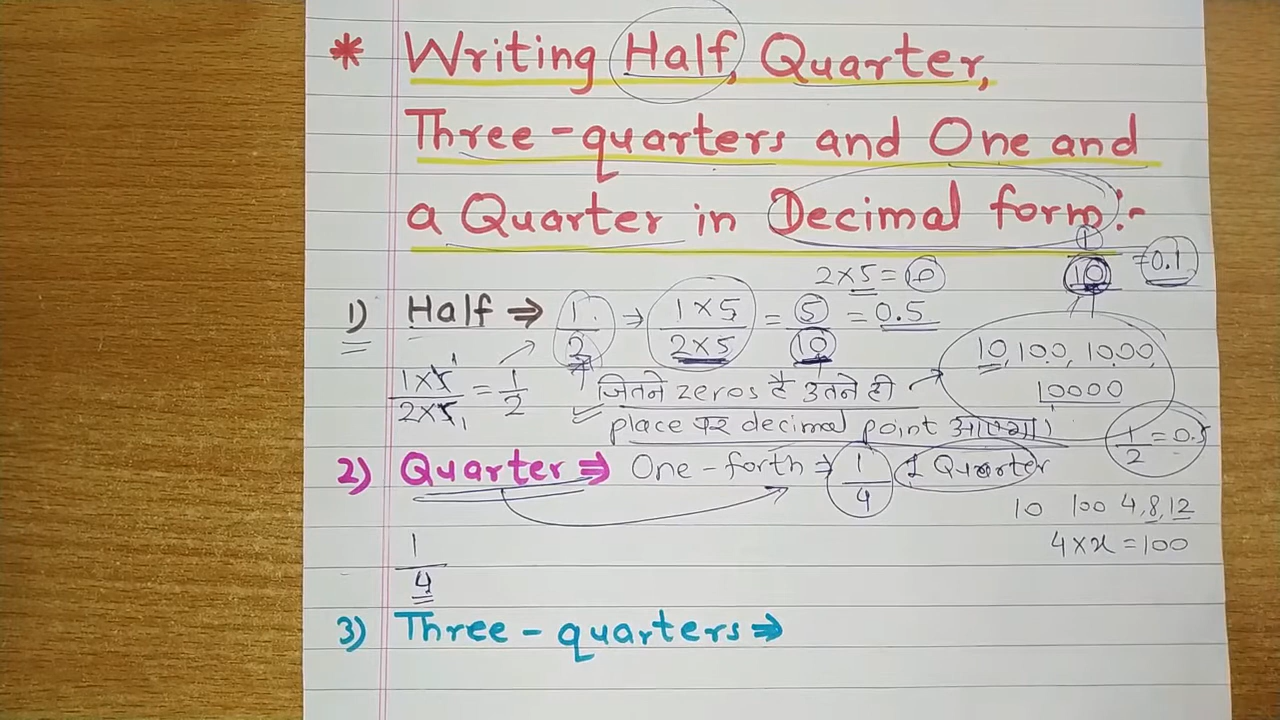 * Writing Half, Quarter,
Three-quarters and One and
a Quarter in Decimal form:-
2×5=10
1/10 =0.1
1) Half ⇒ 1/2 → 1×5/2×5 = 5/10 = 0.5
10, 100, 1000,
10000
1×5/2×5 = 1/2
जितने zeros है उतने ही
place पर decimal point आएगा।
1/2 = 0.5
2) Quarter ⇒ One-forth ⇒ 1/4 1 Quarter
10 100 4,8,12
4×x=100
1/4
3) Three-quarters ⇒